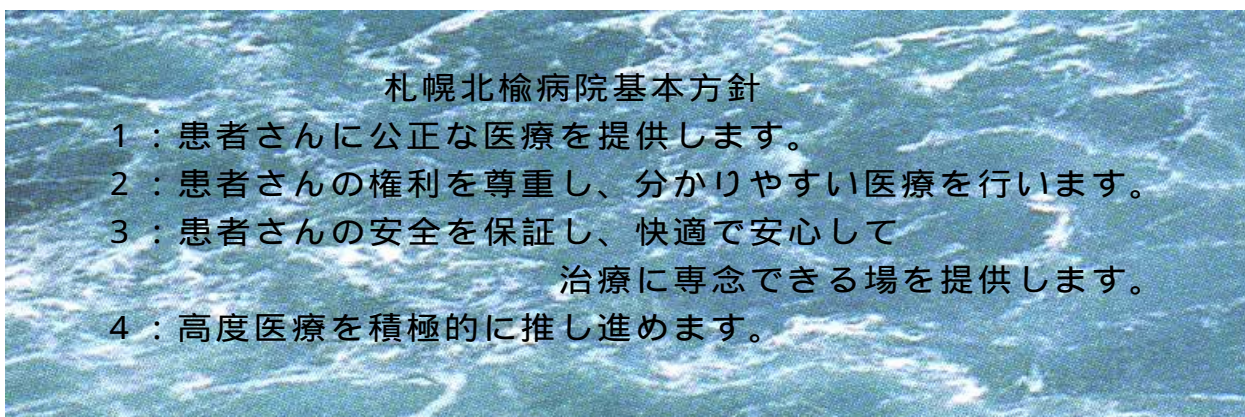 札幌北楡病院基本方針
1：患者さんに公正な医療を提供します。
2：患者さんの権利を尊重し、分かりやすい医療を行います。
3：患者さんの安全を保証し、快適で安心して
治療に専念できる場を提供します。
4：高度医療を積極的に推し進めます。